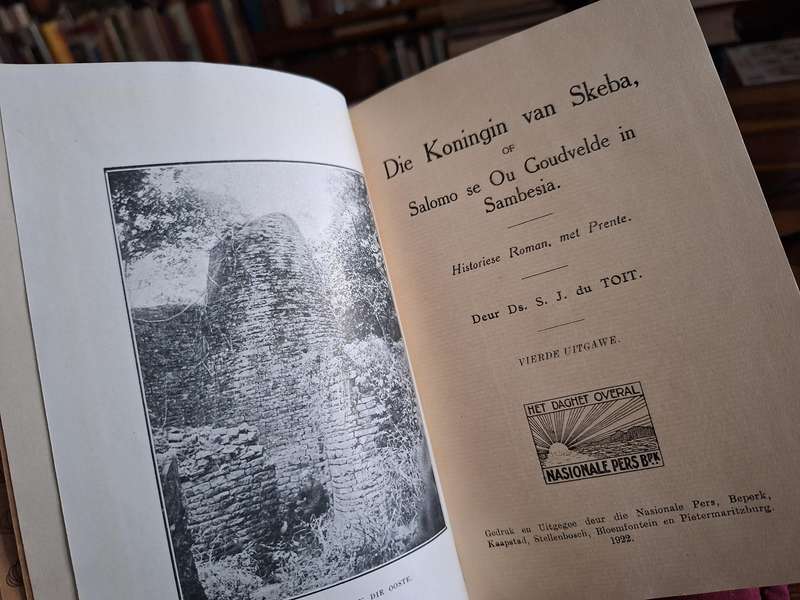 DIR OOSTE.
Die Koningin van Skeba,
OF
Salomo se Ou Goudvelde in
Sambesia.
Historiese Roman, met Prente.
Deur Ds. S. J. du TOIT.
VIERDE UITGAWE.
HET DAGHET OVERAL
NASIONALE PERS BPK
Gedruk en Uitgegee deur die Nasionale Pers, Beperk,
Kaapstad, Stellenbosch, Bloemfontein en Pietermaritzburg.
1922.